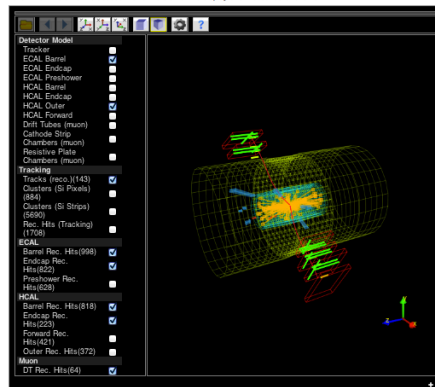 Detector Model
Tracker
ECAL Barrel
ECAL Endcap
ECAL Preshower
HCAL Barrel
HCAL Endcap
HCAL Outer
HCAL Forward
Drift Tubes (muon)
Cathode Strip
Chambers (muon)
Resistive Plate
Chambers (muon)
Tracking
Tracks (reco.)(143)
Clusters (Si Pixels)
(884)
Clusters (Si Strips)
(5690)
Rec. Hits (Tracking)
(1708)
ECAL
Barrel Rec. Hits(998)
Endcap Rec.
Hits(822)
Preshower Rec.
Hits(628)
HCAL
Barrel Rec. Hits(818)
Endcap Rec.
Hits(223)
Forward Rec.
Hits(421)
Outer Rec. Hits(372)
Muon
DT Rec. Hits(64)